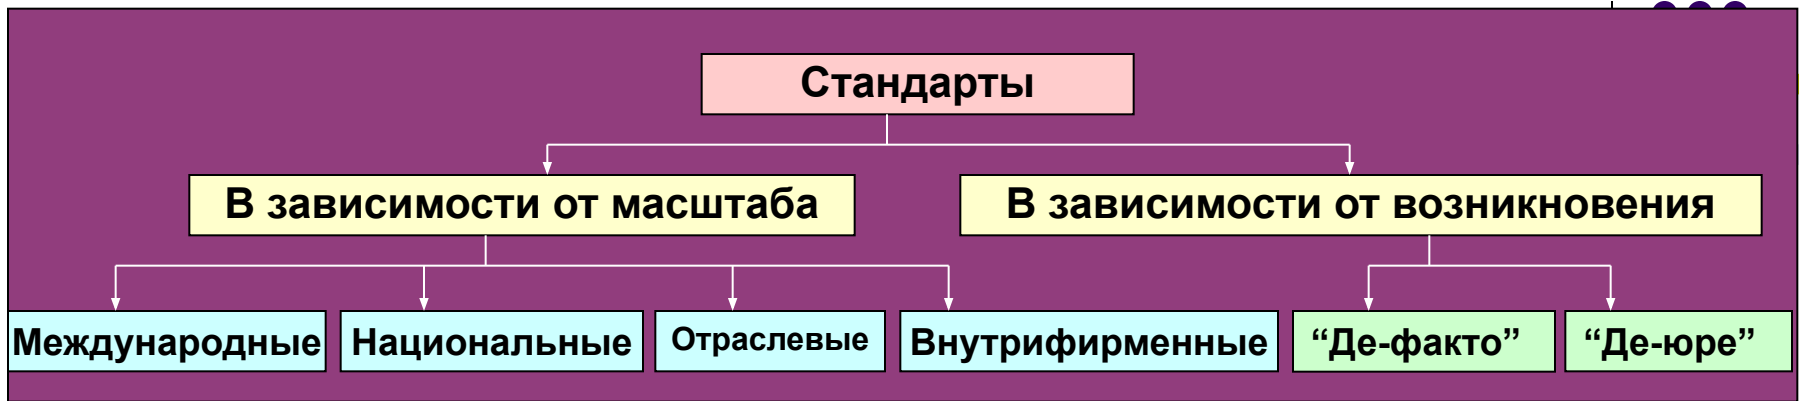 Стандарты
В зависимости от масштаба
В зависимости от возникновения
Международные
Национальные
Отраслевые
Внутрифирменные
“Де-факто”
“Де-юре”